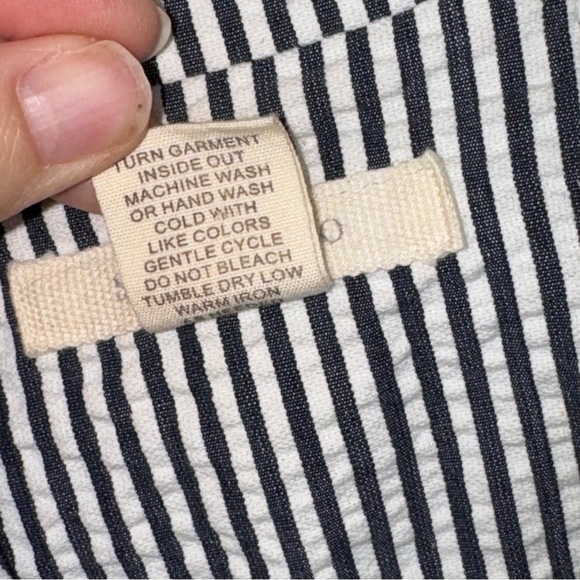 TURN GARMENT
INSIDE OUT
MACHINE WASH
OR HAND WASH
COLD WITH
LIKE COLORS
GENTLE CYCLE
DO NOT BLEACH
TUMBLE DRY LOW
WARM IRON